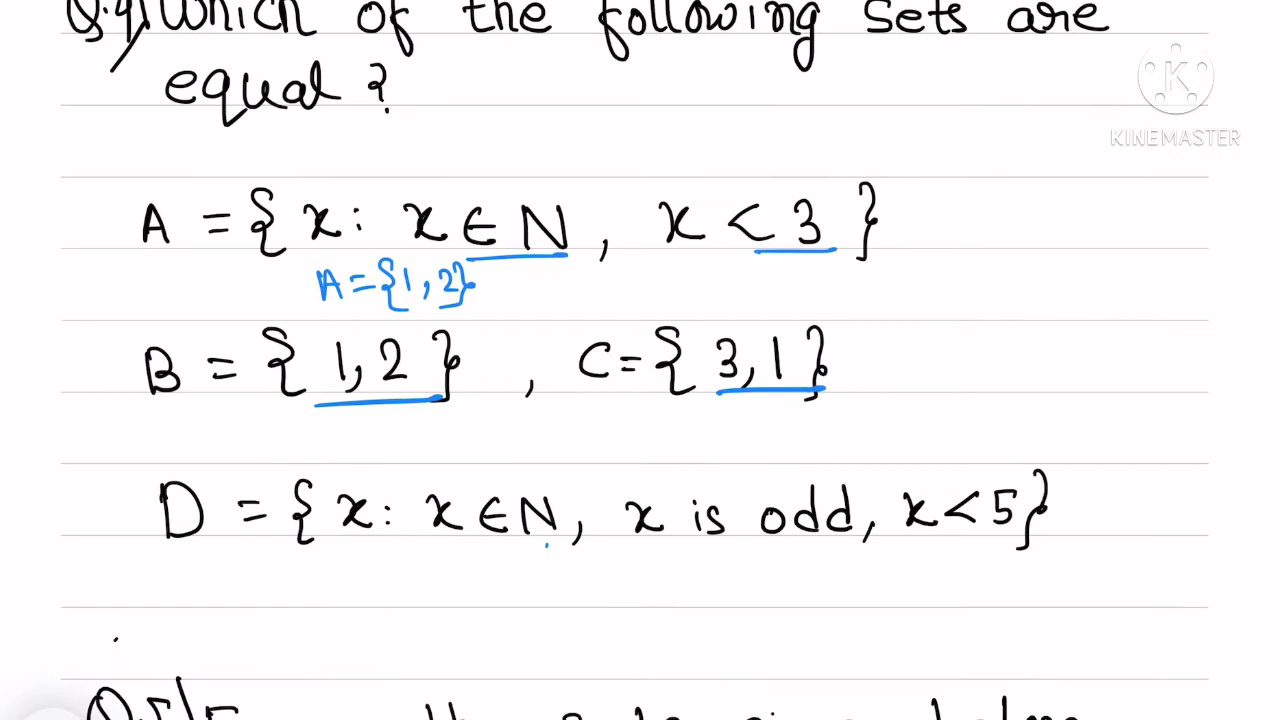 Q.4) Which of the following sets are
equal ?
KINEMASTER
A = { x : x ∈ N , x < 3 }
A = {1, 2}
B = { 1, 2 } , C = { 3, 1 }
D = { x : x ∈ N, x is odd, x < 5 }
Q.5